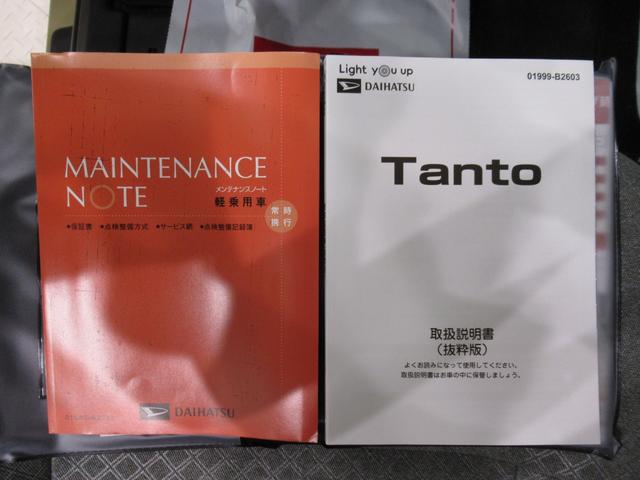 MAINTENANCE
NOTE
メンテナンスノート
軽乗用車
常時
携行
●保証書 ●点検整備方式 ●サービス網 ●点検整備記録簿
DAIHATSU
Light you up
DAIHATSU
01999-B2603
Tanto
取扱説明書
(抜粋版)
よくお読みになって使用してください。
取扱説明書はお車の中に保管しましょう。